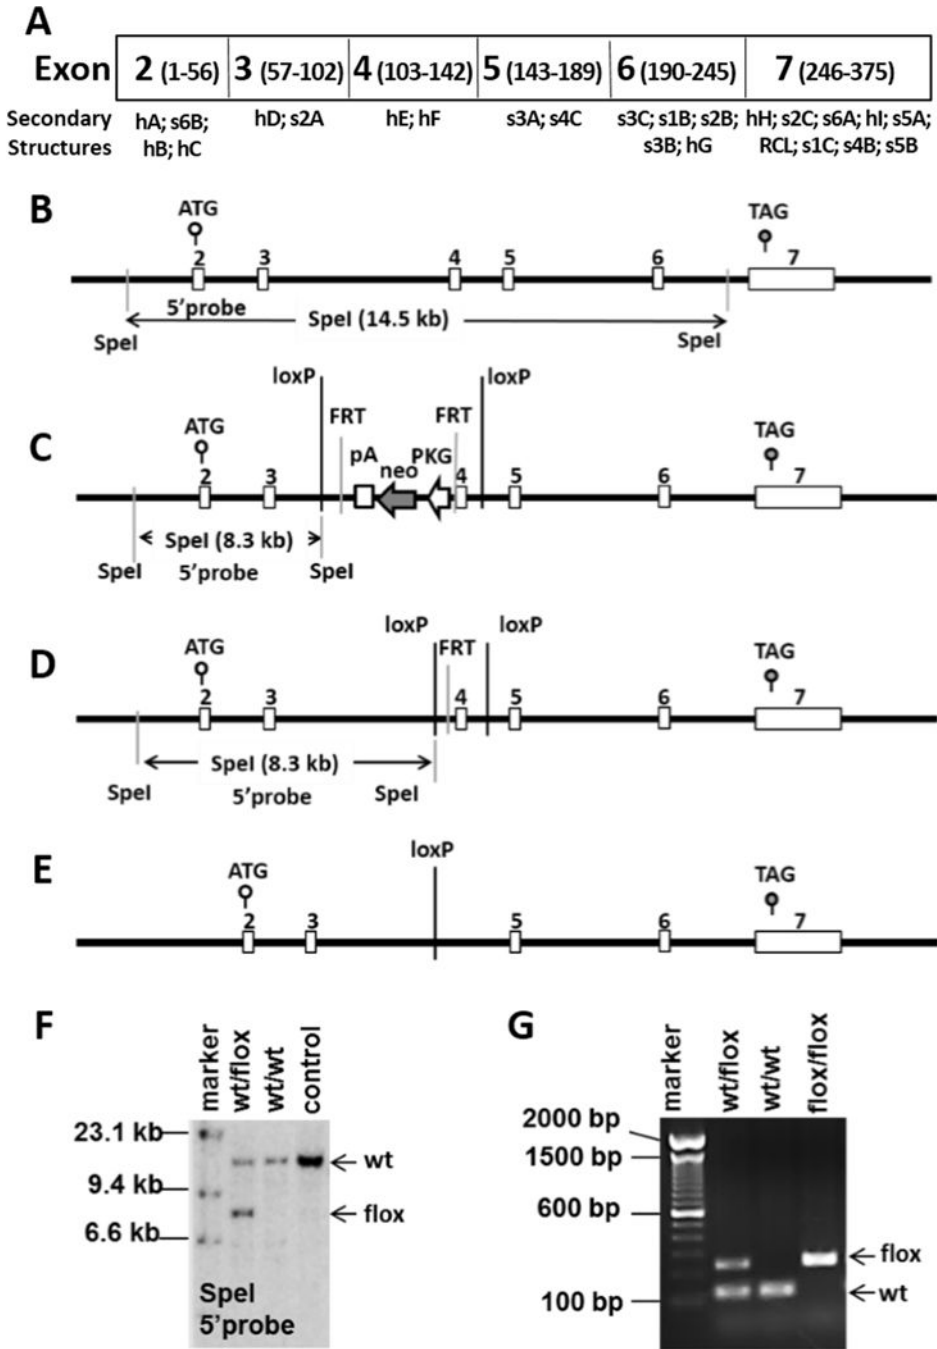 A
Exon 2 (1-56) 3 (57-102) 4 (103-142) 5 (143-189) 6 (190-245) 7 (246-375)
Secondary hA; s6B; hD; s2A hE; hF s3A; s4C s3C; s1B; s2B; hH; s2C; s6A; hI; s5A;
Structures hB; hC s3B; hG RCL; s1C; s4B; s5B
B
ATG TAG
2 3 4 5 6 7
5'probe
SpeI (14.5 kb)
SpeI SpeI
loxP loxP
C
ATG FRT FRT TAG
pA neo PKG
2 3 4 5 6 7
SpeI (8.3 kb)
SpeI 5'probe SpeI
loxP loxP
D
ATG FRT TAG
2 3 4 5 6 7
SpeI (8.3 kb)
SpeI 5'probe SpeI
loxP
E
ATG TAG
2 3 5 6 7
F
marker
wt/flox
wt/wt
control
23.1 kb
wt
9.4 kb
flox
6.6 kb
SpeI
5'probe
G
marker
wt/flox
wt/wt
flox/flox
2000 bp
1500 bp
600 bp
flox
wt
100 bp